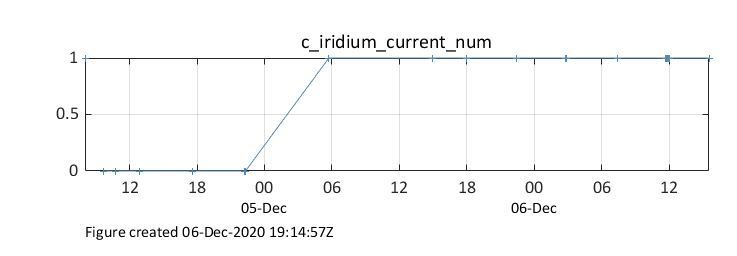 c_iridium_current_num
1
0.5
0
12 18 00 06 12 18 00 06 12
05-Dec 06-Dec
Figure created 06-Dec-2020 19:14:57Z